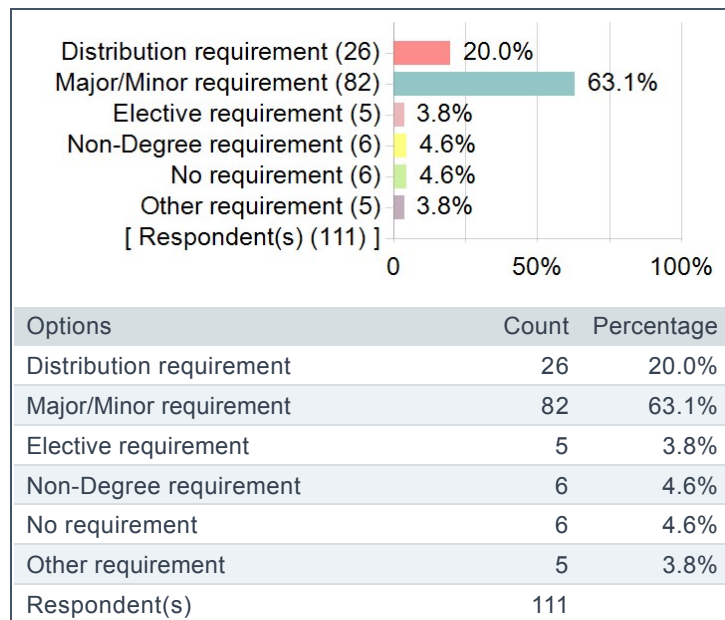 Distribution requirement (26) 20.0%
Major/Minor requirement (82) 63.1%
Elective requirement (5) 3.8%
Non-Degree requirement (6) 4.6%
No requirement (6) 4.6%
Other requirement (5) 3.8%
[ Respondent(s) (111) ]
0 50% 100%
Options Count Percentage
Distribution requirement 26 20.0%
Major/Minor requirement 82 63.1%
Elective requirement 5 3.8%
Non-Degree requirement 6 4.6%
No requirement 6 4.6%
Other requirement 5 3.8%
Respondent(s) 111